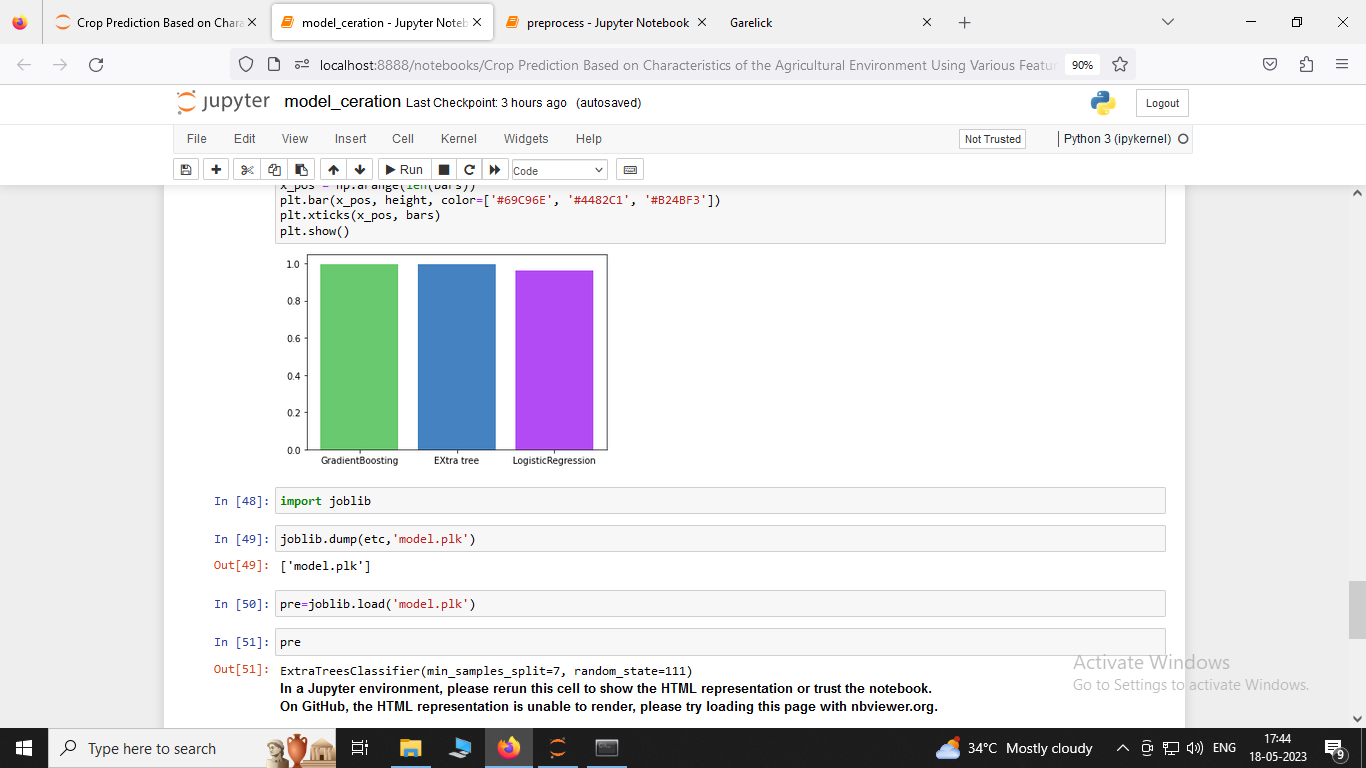 Crop Prediction Based on Chara
model_ceration - Jupyter Noteb
preprocess - Jupyter Notebook
Garelick
localhost:8888/notebooks/Crop Prediction Based on Characteristics of the Agricultural Environment Using Various Featu
90%
jupyter
model_ceration Last Checkpoint: 3 hours ago (autosaved)
Logout
File Edit View Insert Cell Kernel Widgets Help
Not Trusted
Python 3 (ipykernel)
Run
Code
x_pos = np.arange(len(bars))
plt.bar(x_pos, height, color=['#69C96E', '#4482C1', '#B24BF3'])
plt.xticks(x_pos, bars)
plt.show()
1.0
0.8
0.6
0.4
0.2
0.0
GradientBoosting EXtra tree LogisticRegression
In [48]: import joblib
In [49]: joblib.dump(etc,'model.plk')
Out[49]: ['model.plk']
In [50]: pre=joblib.load('model.plk')
In [51]: pre
Out[51]: ExtraTreesClassifier(min_samples_split=7, random_state=111)
In a Jupyter environment, please rerun this cell to show the HTML representation or trust the notebook.
On GitHub, the HTML representation is unable to render, please try loading this page with nbviewer.org.
Activate Windows
Go to Settings to activate Windows.
Type here to search
34°C Mostly cloudy
ENG
17:44
18-05-2023
9